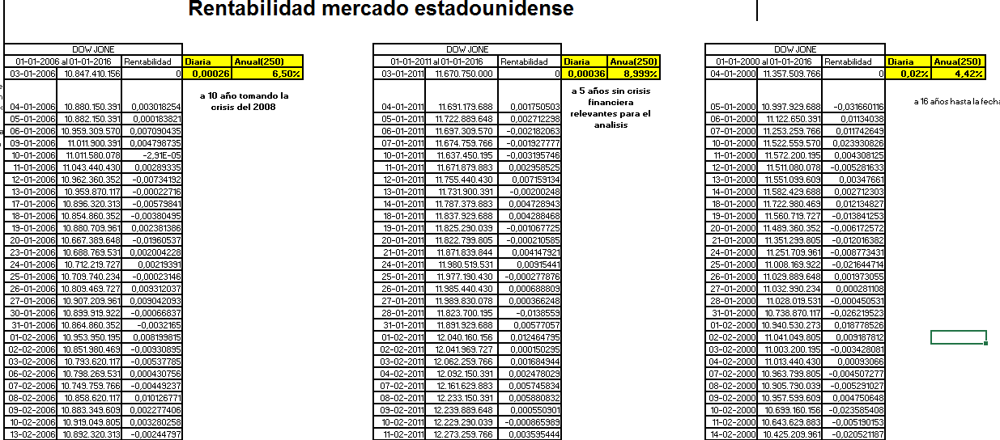 Rentabilidad mercado estadounidense
DOW JONE DOW JONE DOW JONE
01-01-2006 al 01-01-2016 Rentabilidad Diaria Anual(250) 01-01-2011 al 01-01-2016 Rentabilidad Diaria Anua(250) 01-01-2000 al 01-01-2016 Rentabilidad Diaria Anua(250)
03-01-2006 10.847.410.156 0 0,00026 6,50% 03-01-2011 11.670.750.000 0 0,00036 8,999% 04-01-2000 11.357.509.766 0 0,02% 4,42%
a 10 año tomando la crisis del 2008
a 5 años sin crisis financiera relevantes para el analisis
a 16 años hasta la fecha
04-01-2006 10.880.150.391 0,003018254 04-01-2011 11.691.179.688 0,001750503 05-01-2000 10.997.929.688 -0,031660116
05-01-2006 10.882.150.391 0,000183821 05-01-2011 11.722.889.648 0,002712298 06-01-2000 11.122.650.391 0,01134038
06-01-2006 10.959.309.570 0,007090435 06-01-2011 11.697.309.570 -0,002182063 07-01-2000 11.253.259.766 0,011742649
09-01-2006 11.011.900.391 0,004798735 07-01-2011 11.674.759.766 -0,001927777 10-01-2000 11.522.559.570 0,023930826
10-01-2006 11.011.580.078 -2,91E-05 10-01-2011 11.637.450.195 -0,003195746 11-01-2000 11.572.200.195 0,004308125
11-01-2006 11.043.440.430 0,00289335 11-01-2011 11.671.879.883 0,002958525 12-01-2000 11.511.080.078 -0,005281633
12-01-2006 10.962.360.352 -0,00734192 12-01-2011 11.755.440.430 0,007159134 13-01-2000 11.551.099.609 0,00347661
13-01-2006 10.959.870.117 -0,00022716 13-01-2011 11.731.900.391 -0,00200248 14-01-2000 11.582.429.688 0,002712303
17-01-2006 10.896.320.313 -0,00579841 14-01-2011 11.787.379.883 0,004728943 18-01-2000 11.722.980.469 0,012134827
18-01-2006 10.854.860.352 -0,00380495 18-01-2011 11.837.929.688 0,004288468 19-01-2000 11.560.719.727 -0,013841253
19-01-2006 10.880.709.961 0,002381386 19-01-2011 11.825.290.039 -0,001067725 20-01-2000 11.489.360.352 -0,006172572
20-01-2006 10.667.389.648 -0,01960537 20-01-2011 11.822.799.805 -0,000210585 21-01-2000 11.351.299.805 -0,012016382
23-01-2006 10.688.769.531 0,002004228 21-01-2011 11.871.839.844 0,004147921 24-01-2000 11.251.709.961 -0,008773431
24-01-2006 10.712.219.727 0,00219391 24-01-2011 11.980.519.531 0,00915441 25-01-2000 11.008.169.922 -0,021644714
25-01-2006 10.709.740.234 -0,00023146 25-01-2011 11.977.190.430 -0,000277876 26-01-2000 11.029.889.648 0,001973055
26-01-2006 10.809.469.727 0,009312037 26-01-2011 11.985.440.430 0,000688809 27-01-2000 11.032.990.234 0,000281108
27-01-2006 10.907.209.961 0,009042093 27-01-2011 11.989.830.078 0,000366248 28-01-2000 11.028.019.531 -0,000450531
30-01-2006 10.899.919.922 -0,00066837 28-01-2011 11.823.700.195 -0,0138559 31-01-2000 10.738.870.117 -0,026219523
31-01-2006 10.864.860.352 -0,0032165 31-01-2011 11.891.929.688 0,00577057 01-02-2000 10.940.530.273 0,018778526
01-02-2006 10.953.950.195 0,008199815 01-02-2011 12.040.160.156 0,012464795 02-02-2000 11.041.049.805 0,009187812
02-02-2006 10.851.980.469 -0,00930895 02-02-2011 12.041.969.727 0,000150295 03-02-2000 11.003.200.195 -0,003428081
03-02-2006 10.793.620.117 -0,00537785 03-02-2011 12.062.259.766 0,001684944 04-02-2000 11.013.440.430 0,00093066
06-02-2006 10.798.269.531 0,000430756 04-02-2011 12.092.150.391 0,002478029 07-02-2000 10.963.799.805 -0,004507277
07-02-2006 10.749.759.766 -0,00449237 07-02-2011 12.161.629.883 0,005745834 08-02-2000 10.905.790.039 -0,005291027
08-02-2006 10.858.620.117 0,010126771 08-02-2011 12.233.150.391 0,005880832 09-02-2000 10.957.599.609 0,004750648
09-02-2006 10.883.349.609 0,002277406 09-02-2011 12.239.889.648 0,000550901 10-02-2000 10.699.160.156 -0,023585408
10-02-2006 10.919.049.805 0,003280258 10-02-2011 12.229.290.039 -0,000865989 11-02-2000 10.643.629.883 -0,005190153
13-02-2006 10.892.320.313 -0,00244797 11-02-2011 12.273.259.766 0,003595444 14-02-2000 10.425.209.961 -0,020521187